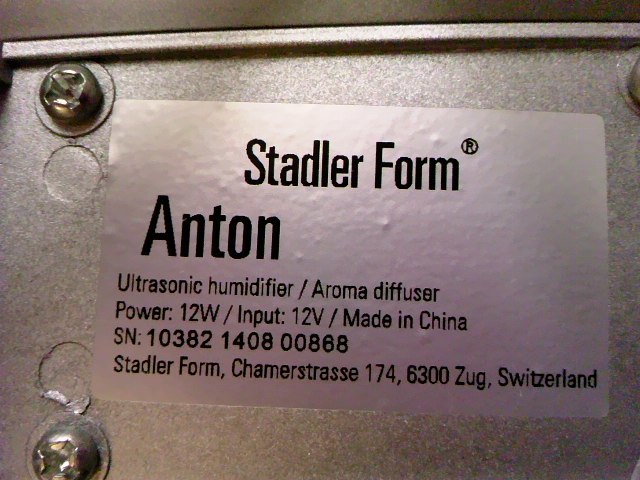 Stadler Form®
Anton
Ultrasonic humidifier / Aroma diffuser
Power: 12W / Input: 12V / Made in China
SN: 10382 1408 00868
Stadler Form, Chamerstrasse 174, 6300 Zug, Switzerland